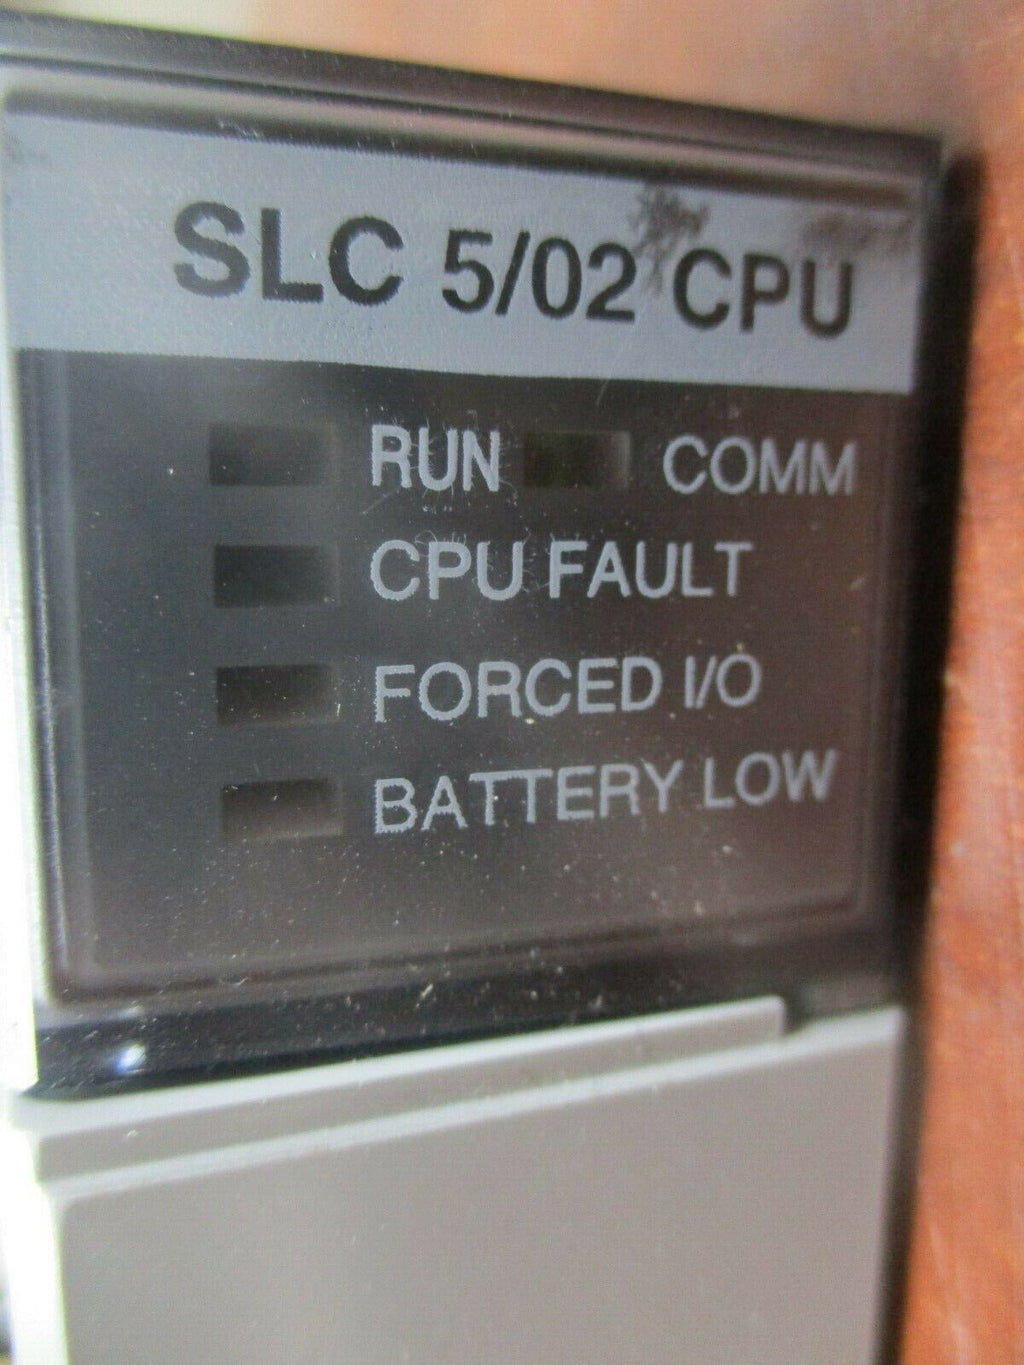 SLC 5/02 CPU
RUN COMM
CPU FAULT
FORCED I/O
BATTERY LOW